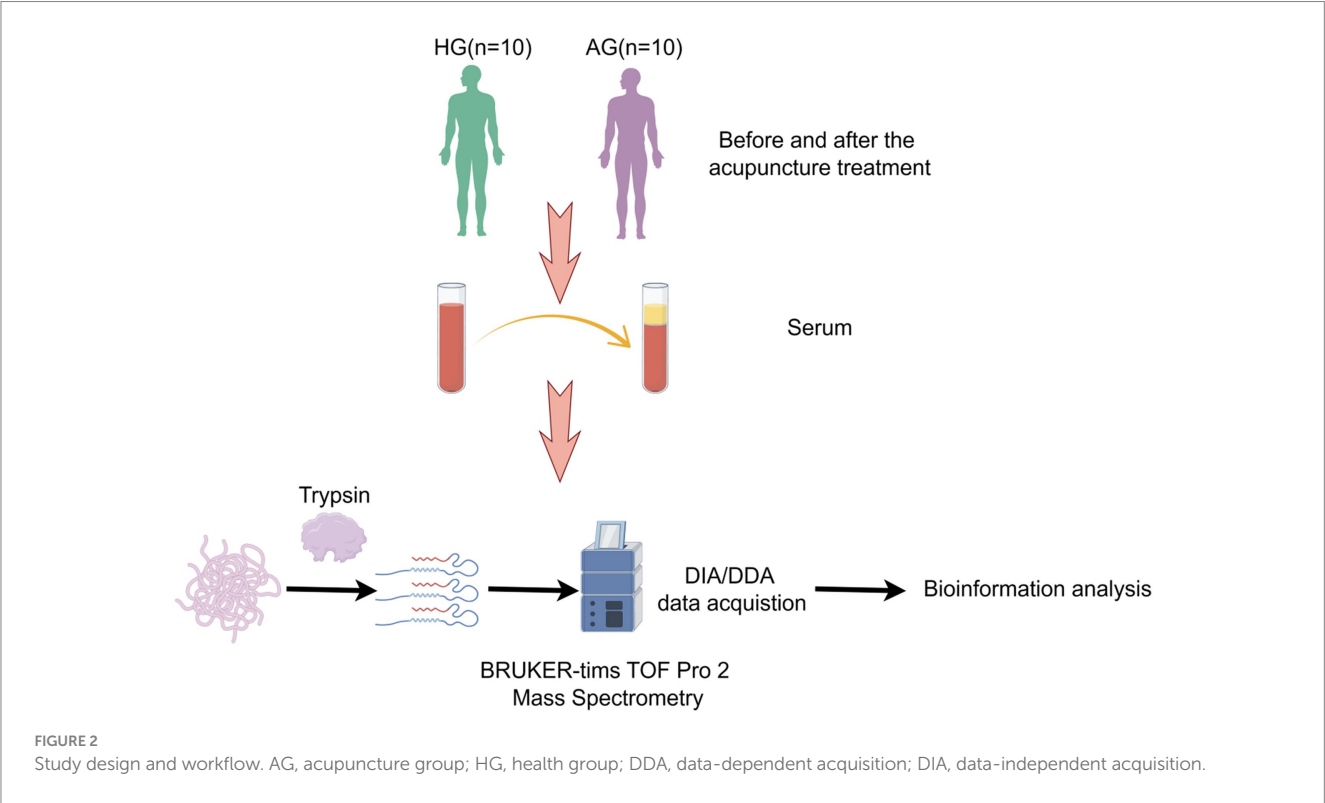 HG(n=10)
AG(n=10)
Before and after the
acupuncture treatment
Serum
Trypsin
DIA/DDA
data acquistion
Bioinformation analysis
BRUKER-tims TOF Pro 2
Mass Spectrometry
FIGURE 2
Study design and workflow. AG, acupuncture group; HG, health group; DDA, data-dependent acquisition; DIA, data-independent acquisition.